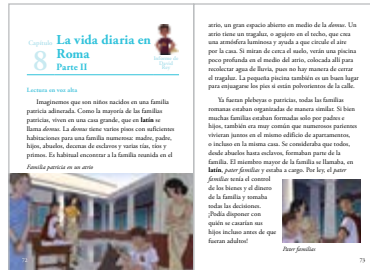 Capítulo
8
La vida diaria en
Roma
Parte II
Lectura en voz alta
Imaginemos que son niños nacidos en una familia
patricia adinerada. Como la mayoría de las familias
patricias, viven en una casa grande, que en latín se
llama domus. La domus tiene varios pisos con suficientes
habitaciones para una familia numerosa: madre, padre,
hijos, abuelos, decenas de esclavos y varias tías, tíos y
primos. Es habitual encontrar a la familia reunida en el
Familia patricia en un atrio
72
atrio, un gran espacio abierto en medio de la domus. Un
atrio tiene un tragaluz, o agujero en el techo, que crea
una atmósfera luminosa y ayuda a que circule el aire
por la casa. Si miran de cerca el suelo, verán una piscina
poco profunda en el medio del atrio, colocada allí para
recolectar agua de lluvia, pues no hay manera de cerrar
el tragaluz. La pequeña piscina también es un buen lugar
para enjuagarse los pies si están polvorientos de la calle.
Ya fueran plebeyas o patricias, todas las familias
romanas estaban organizadas de manera similar. Si bien
muchas familias estaban formadas solo por padres e
hijos, también era muy común que numerosos parientes
vivieran juntos en el mismo edificio de apartamentos,
o incluso en la misma casa. Se consideraba que todos,
desde abuelos hasta esclavos, formaban parte de la
familia. El miembro mayor de la familia se llamaba, en
latín, pater familias y estaba a cargo. Por ley, el pater
familias tenía el control
de los bienes y el dinero
de la familia y tomaba
todas las decisiones.
¡Podía disponer con
quién se casarían sus
hijos incluso antes de que
fueran adultos!
Pater familias
73